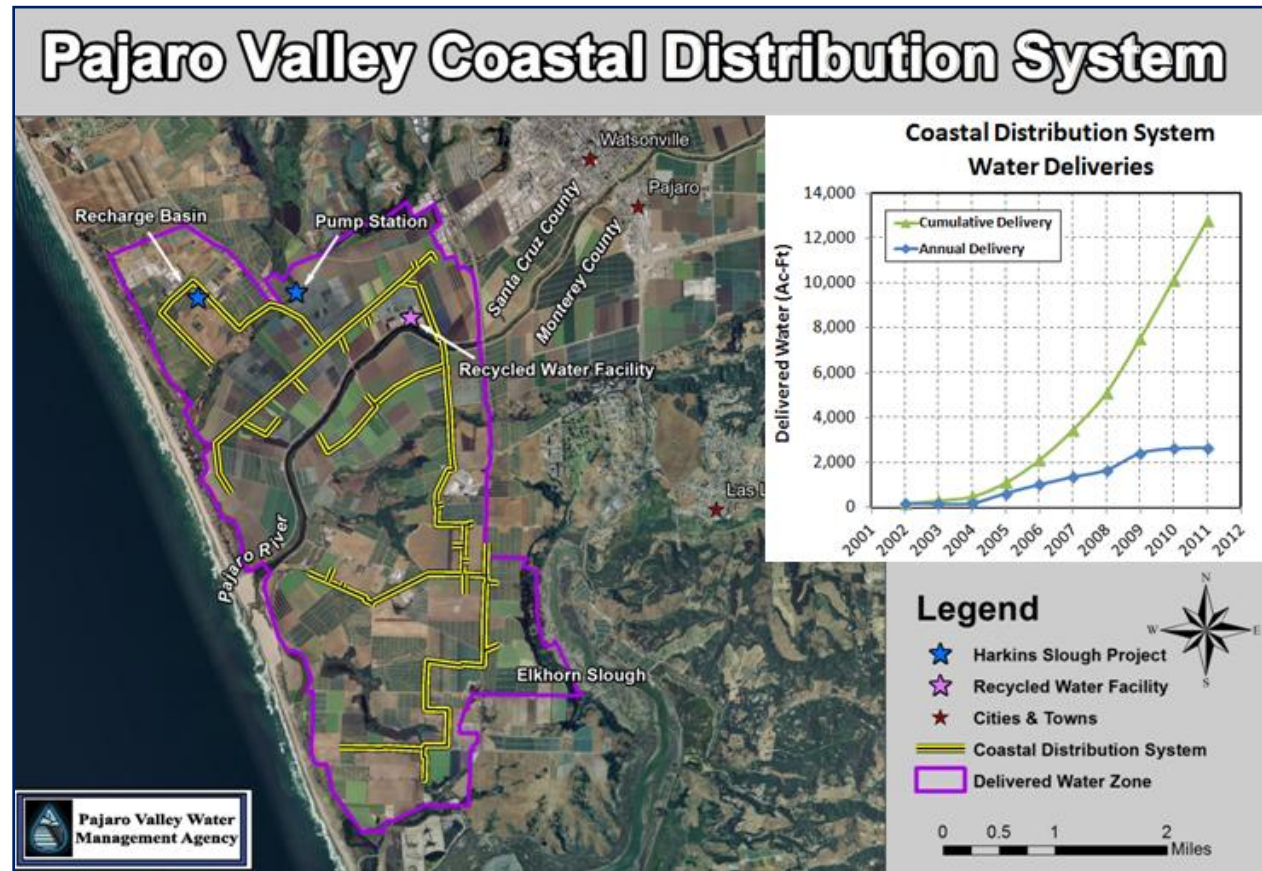 Pajaro Valley Coastal Distribution System
Watsonville
Pajaro
Recharge Basin
Pump Station
Santa Cruz County
Monterey County
Recycled Water Facility
Las L
Pajaro River
Elkhorn Slough
Coastal Distribution System
Water Deliveries
Delivered Water (Ac-Ft)
14,000
12,000
10,000
8,000
6,000
4,000
2,000
0
Cumulative Delivery
Annual Delivery
2001 2002 2003 2004 2005 2006 2007 2008 2009 2010 2011 2012
Legend
Harkins Slough Project
Recycled Water Facility
Cities & Towns
Coastal Distribution System
Delivered Water Zone
N
W E
S
0 0.5 1 2
Miles
Pajaro Valley Water
Management Agency